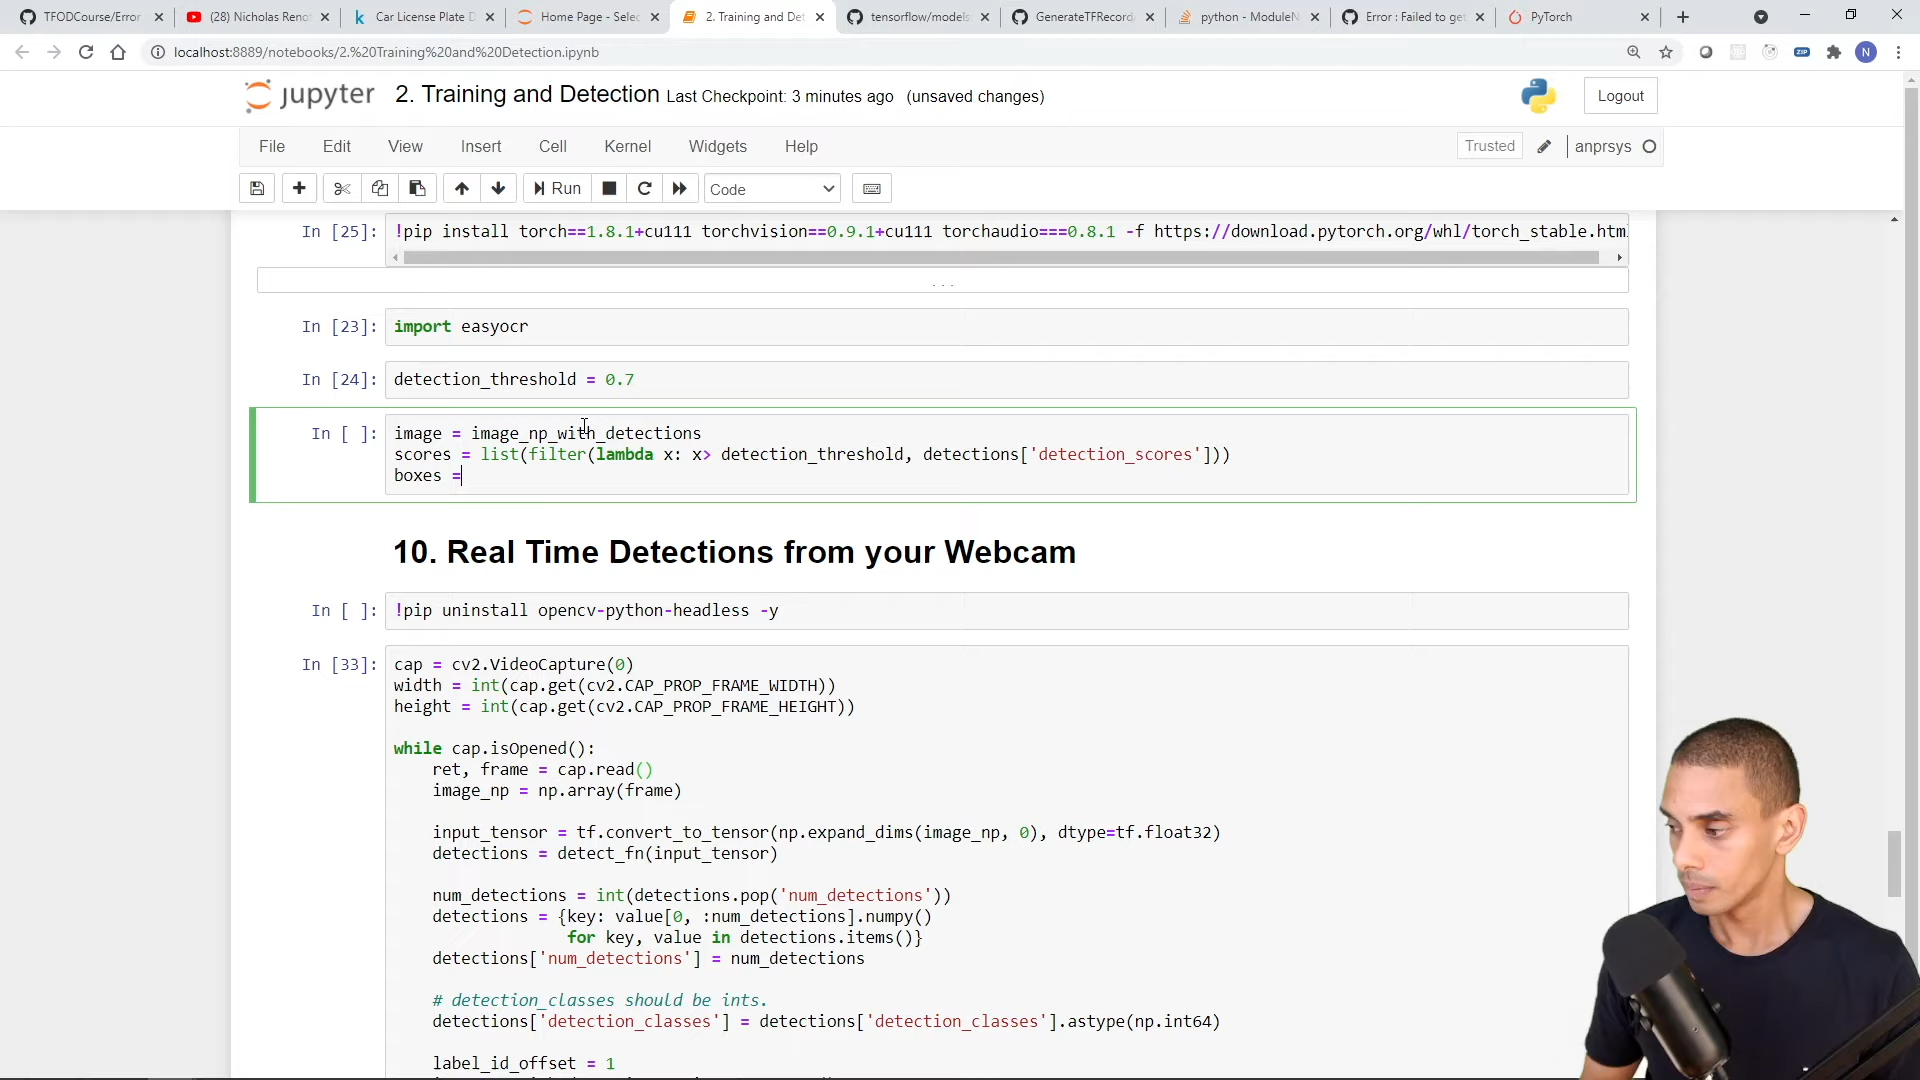 TFODCourse/Error
(28) Nicholas Reno
Car License Plate D
Home Page - Selec
2. Training and Det
tensorflow/models
GenerateTFRecord
python - ModuleN
Error : Failed to get
PyTorch
localhost:8889/notebooks/2.%20Training%20and%20Detection.ipynb
ZIP
N
jupyter 2. Training and Detection Last Checkpoint: 3 minutes ago (unsaved changes)
Logout
File Edit View Insert Cell Kernel Widgets Help
Trusted
anprsys
Run
Code
In [25]: !pip install torch==1.8.1+cu111 torchvision==0.9.1+cu111 torchaudio===0.8.1 -f https://download.pytorch.org/whl/torch_stable.htm
...
In [23]: import easyocr
In [24]: detection_threshold = 0.7
In [ ]: image = image_np_with_detections
scores = list(filter(lambda x: x> detection_threshold, detections['detection_scores']))
boxes =
10. Real Time Detections from your Webcam
In [ ]: !pip uninstall opencv-python-headless -y
In [33]: cap = cv2.VideoCapture(0)
width = int(cap.get(cv2.CAP_PROP_FRAME_WIDTH))
height = int(cap.get(cv2.CAP_PROP_FRAME_HEIGHT))
while cap.isOpened():
ret, frame = cap.read()
image_np = np.array(frame)
input_tensor = tf.convert_to_tensor(np.expand_dims(image_np, 0), dtype=tf.float32)
detections = detect_fn(input_tensor)
num_detections = int(detections.pop('num_detections'))
detections = {key: value[0, :num_detections].numpy()
for key, value in detections.items()}
detections['num_detections'] = num_detections
# detection_classes should be ints.
detections['detection_classes'] = detections['detection_classes'].astype(np.int64)
label_id_offset = 1